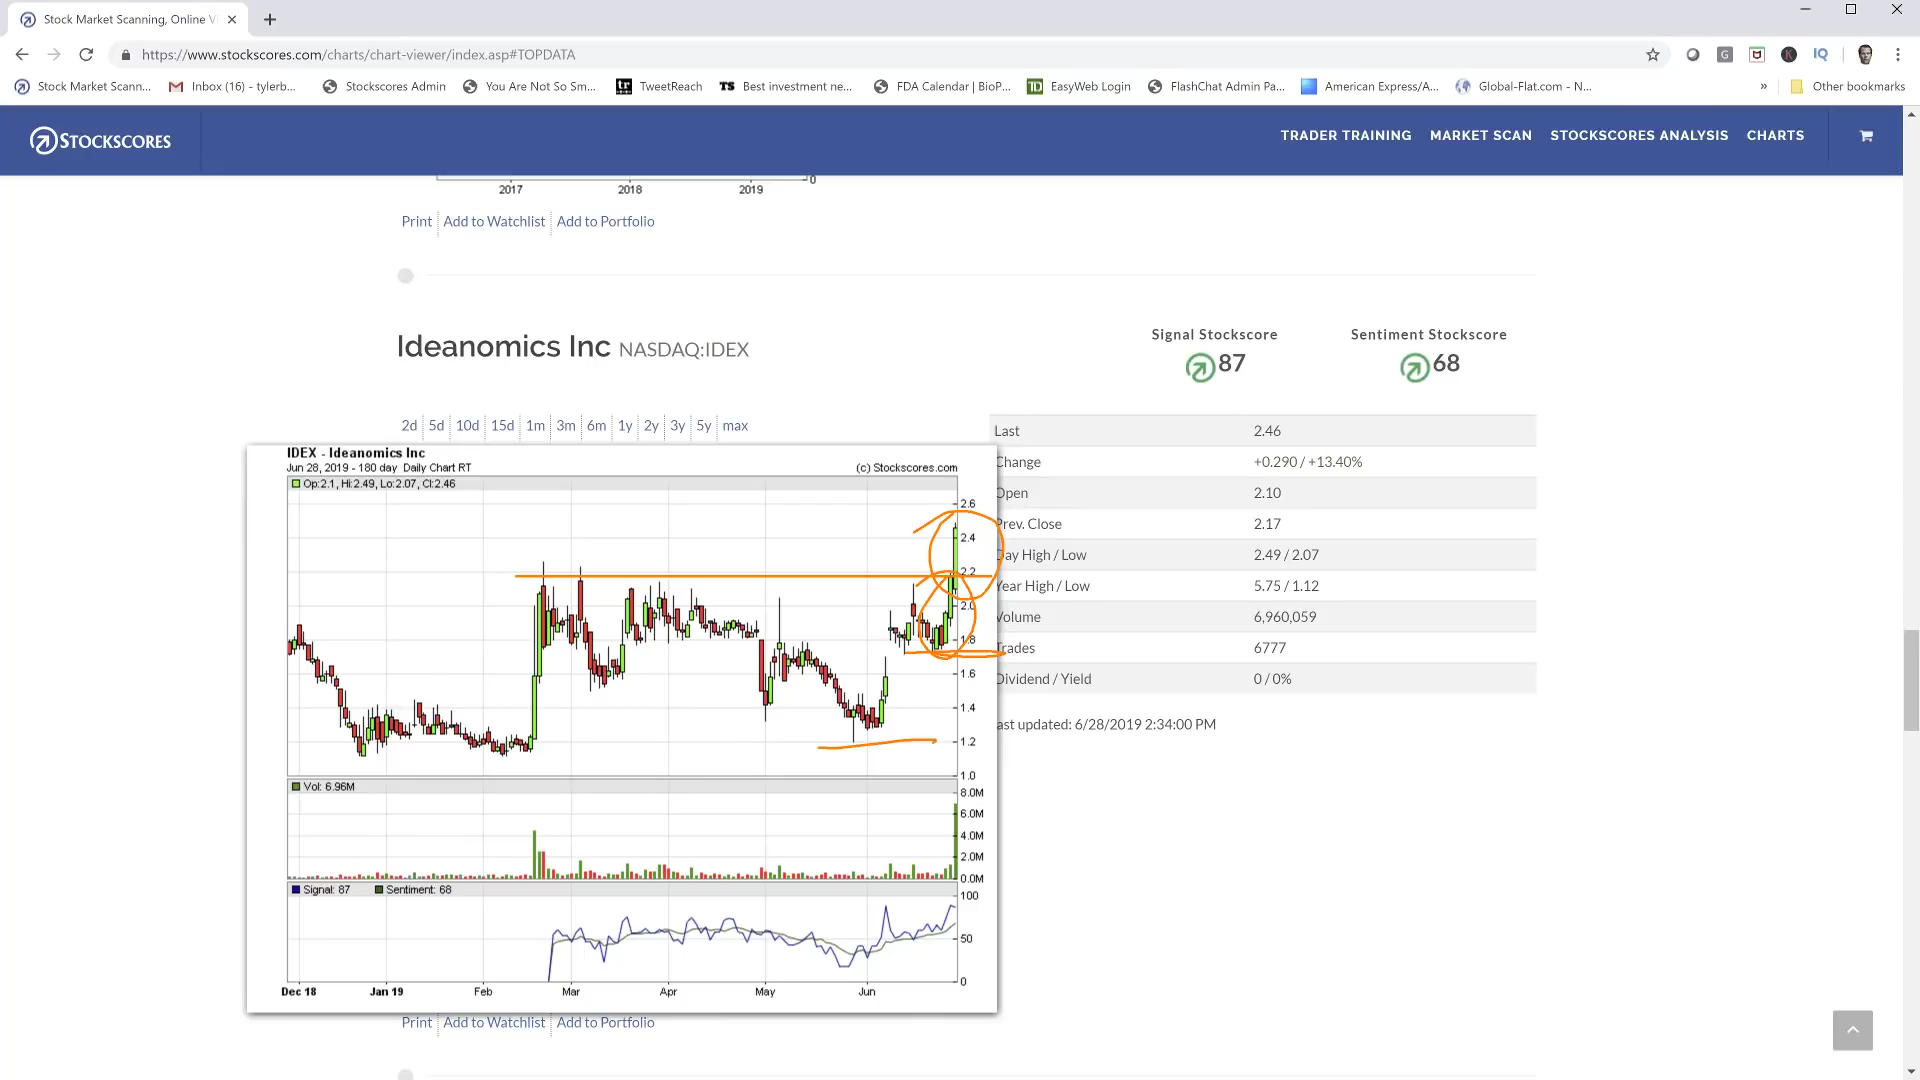 Stock Market Scanning, Online Vi
https://www.stockscores.com/charts/chart-viewer/index.asp#TOPDATA
Stock Market Scann... Inbox (16) - tylerb... Stockscores Admin You Are Not So Sm... TweetReach Best investment ne... FDA Calendar | BioP... EasyWeb Login FlashChat Admin Pa... American Express/A... Global-Flat.com - N... » Other bookmarks
STOCKSCORES TRADER TRAINING MARKET SCAN STOCKSCORES ANALYSIS CHARTS
0
2017 2018 2019
Print Add to Watchlist Add to Portfolio
Signal Stockscore Sentiment Stockscore
Ideanomics Inc NASDAQ:IDEX
87 68
2d 5d 10d 15d 1m 3m 6m 1y 2y 3y 5y max
IDEX - Ideanomics Inc
Jun 28, 2019 - 180 day Daily Chart RT (c) Stockscores.com
Op:2.1, Hi:2.49, Lo:2.07, Cl:2.46
2.6
2.4
2.2
2.0
1.8
1.6
1.4
1.2
1.0
Vol: 6.96M
8.0M
6.0M
4.0M
2.0M
0.0M
Signal: 87 Sentiment: 68
100
50
0
Dec 18 Jan 19 Feb Mar Apr May Jun
Last 2.46
Change +0.290 / +13.40%
Open 2.10
Prev. Close 2.17
Day High / Low 2.49 / 2.07
Year High / Low 5.75 / 1.12
Volume 6,960,059
Trades 6777
Dividend / Yield 0 / 0%
ast updated: 6/28/2019 2:34:00 PM
Print Add to Watchlist Add to Portfolio